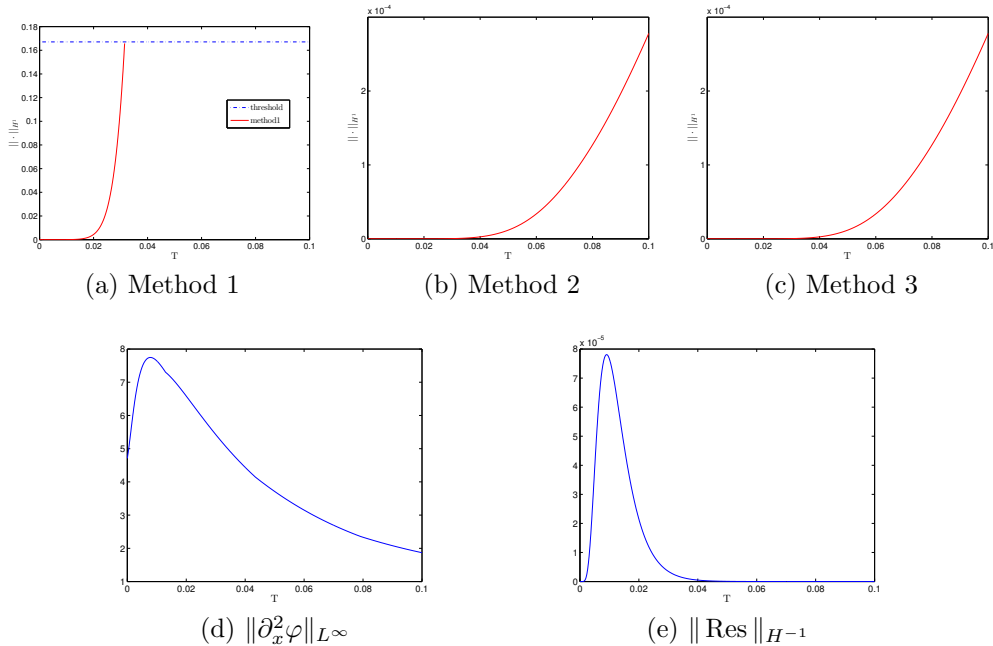 0.18
0.16
0.14
0.12
0.1
0.08
0.06
0.04
0.02
0
|| · ||_{H¹}
threshold
method1
0 0.02 0.04 0.06 0.08 0.1
T
(a) Method 1
x 10⁻⁴
2
1
0
|| · ||_{H¹}
0 0.02 0.04 0.06 0.08 0.1
T
(b) Method 2
x 10⁻⁴
2
1
0
|| · ||_{H¹}
0 0.02 0.04 0.06 0.08 0.1
T
(c) Method 3
8
7
6
5
4
3
2
1
0 0.02 0.04 0.06 0.08 0.1
T
(d) ‖∂ₓ²φ‖_{L^∞}
x 10⁻⁵
8
7
6
5
4
3
2
1
0
0 0.02 0.04 0.06 0.08 0.1
T
(e) ‖ Res ‖_{H⁻¹}